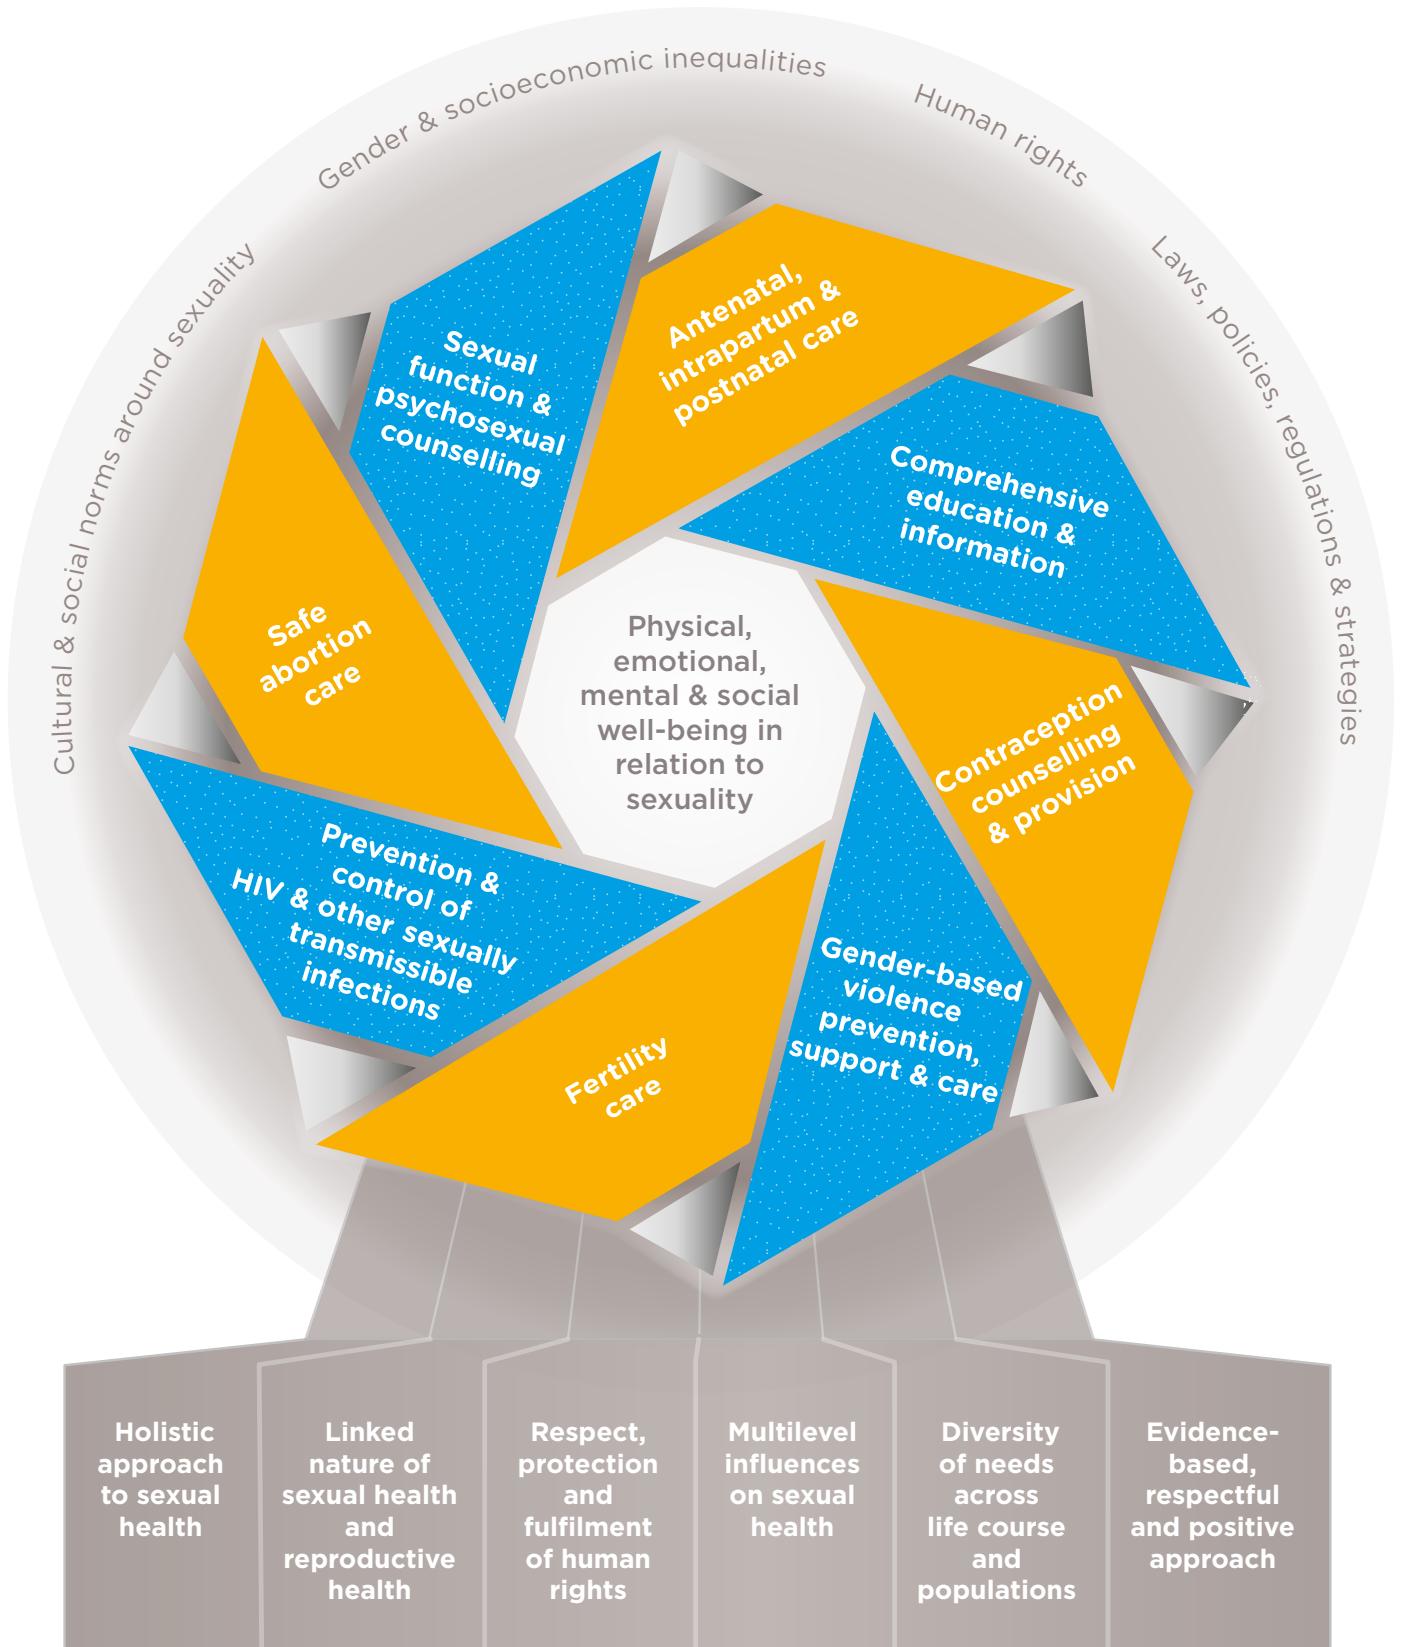 Cultural & social norms around sexuality
Gender & socioeconomic inequalities
Human rights
Laws, policies, regulations & strategies
Sexual
function &
psychosexual
counselling
Antenatal,
intrapartum &
postnatal care
Comprehensive
education &
information
Safe
abortion
care
Physical,
emotional,
mental & social
well-being in
relation to
sexuality
Contraception
counselling
& provision
Prevention &
control of
HIV & other sexually
transmissible
infections
Fertility
care
Gender-based
violence
prevention,
support & care
Holistic
approach
to sexual
health
Linked
nature of
sexual health
and
reproductive
health
Respect,
protection
and
fulfilment
of human
rights
Multilevel
influences
on sexual
health
Diversity
of needs
across
life course
and
populations
Evidence-
based,
respectful
and positive
approach